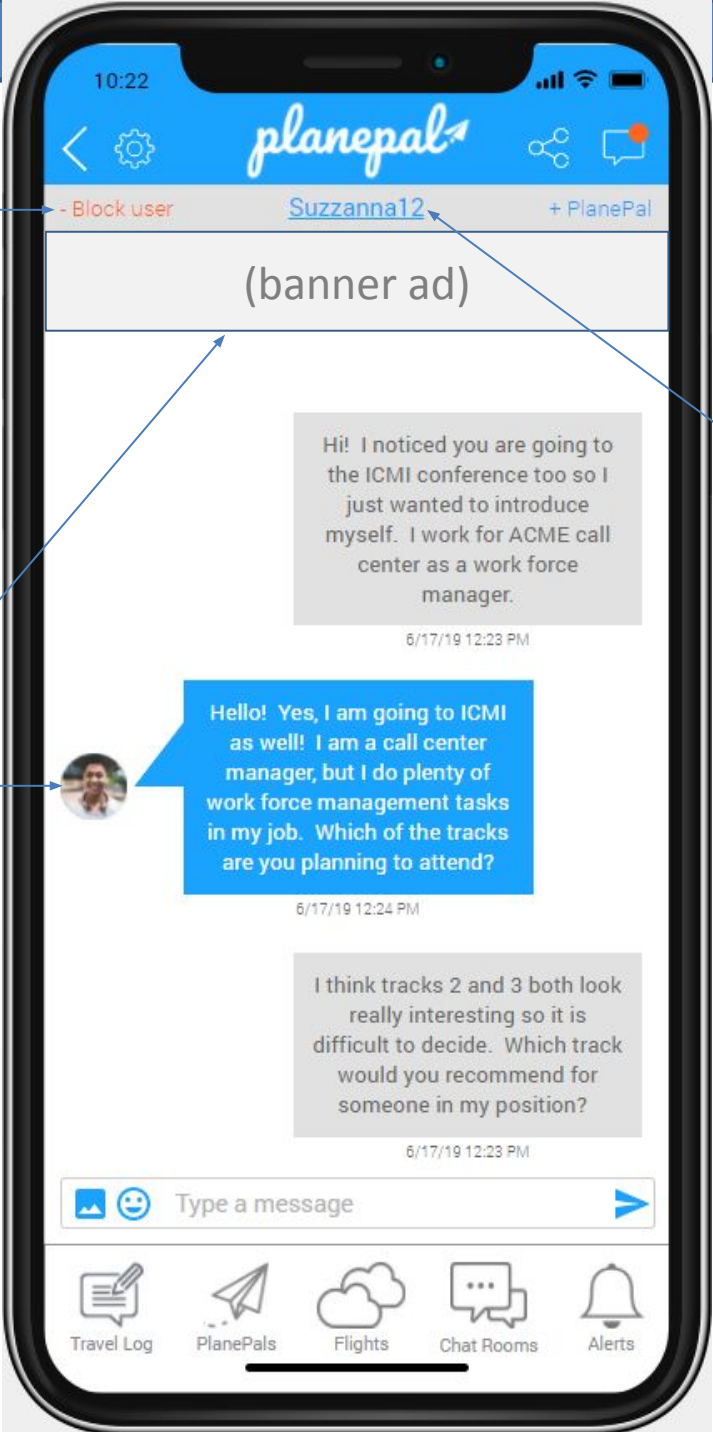 10:22
planepal
- Block user Suzzanna12 + PlanePal
(banner ad)
Hi! I noticed you are going to
the ICMI conference too so I
just wanted to introduce
myself. I work for ACME call
center as a work force
manager.
6/17/19 12:23 PM
Hello! Yes, I am going to ICMI
as well! I am a call center
manager, but I do plenty of
work force management tasks
in my job. Which of the tracks
are you planning to attend?
6/17/19 12:24 PM
I think tracks 2 and 3 both look
really interesting so it is
difficult to decide. Which track
would you recommend for
someone in my position?
6/17/19 12:23 PM
Type a message
Travel Log PlanePals Flights Chat Rooms Alerts